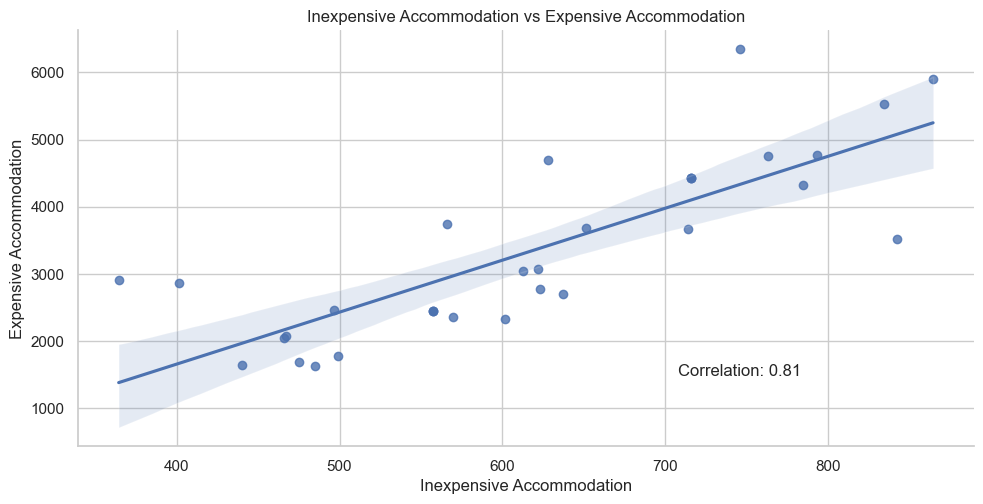 Inexpensive Accommodation vs Expensive Accommodation
Expensive Accommodation
6000
5000
4000
3000
2000
1000
Correlation: 0.81
400 500 600 700 800
Inexpensive Accommodation